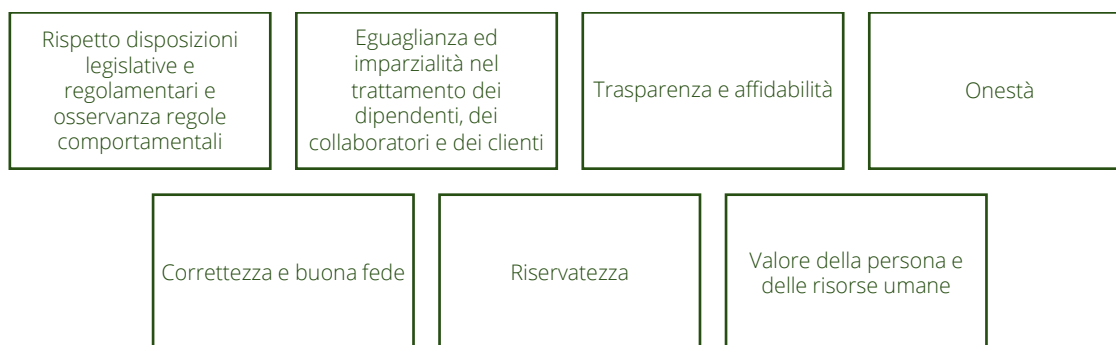 Rispetto disposizioni
legislative e
regolamentari e
osservanza regole
comportamentali
Eguaglianza ed
imparzialità nel
trattamento dei
dipendenti, dei
collaboratori e dei clienti
Trasparenza e affidabilità
Onestà
Correttezza e buona fede
Riservatezza
Valore della persona e
delle risorse umane